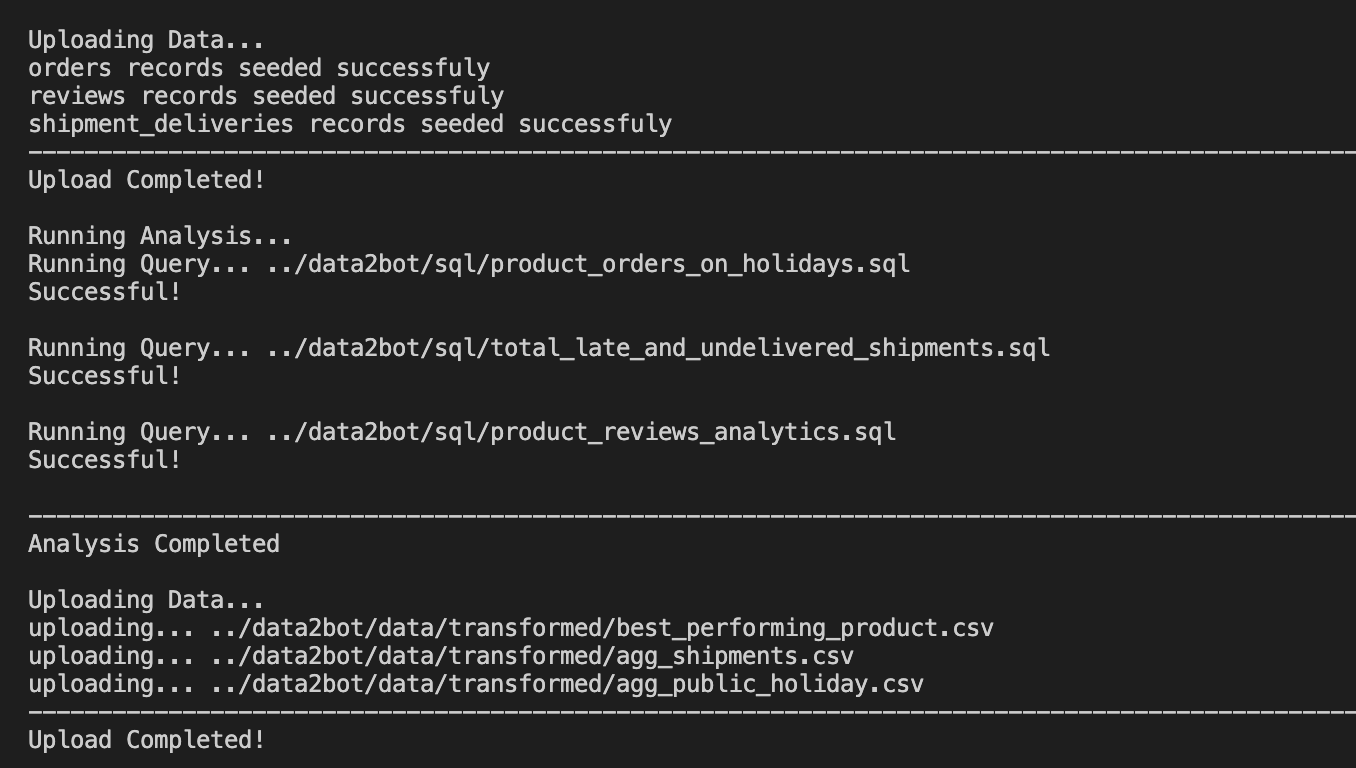 Uploading Data...
orders records seeded successfuly
reviews records seeded successfuly
shipment_deliveries records seeded successfuly
-----------------------------------------------------------------------------------------------
Upload Completed!
Running Analysis...
Running Query... ../data2bot/sql/product_orders_on_holidays.sql
Successful!
Running Query... ../data2bot/sql/total_late_and_undelivered_shipments.sql
Successful!
Running Query... ../data2bot/sql/product_reviews_analytics.sql
Successful!
-----------------------------------------------------------------------------------------------
Analysis Completed
Uploading Data...
uploading... ../data2bot/data/transformed/best_performing_product.csv
uploading... ../data2bot/data/transformed/agg_shipments.csv
uploading... ../data2bot/data/transformed/agg_public_holiday.csv
-----------------------------------------------------------------------------------------------
Upload Completed!